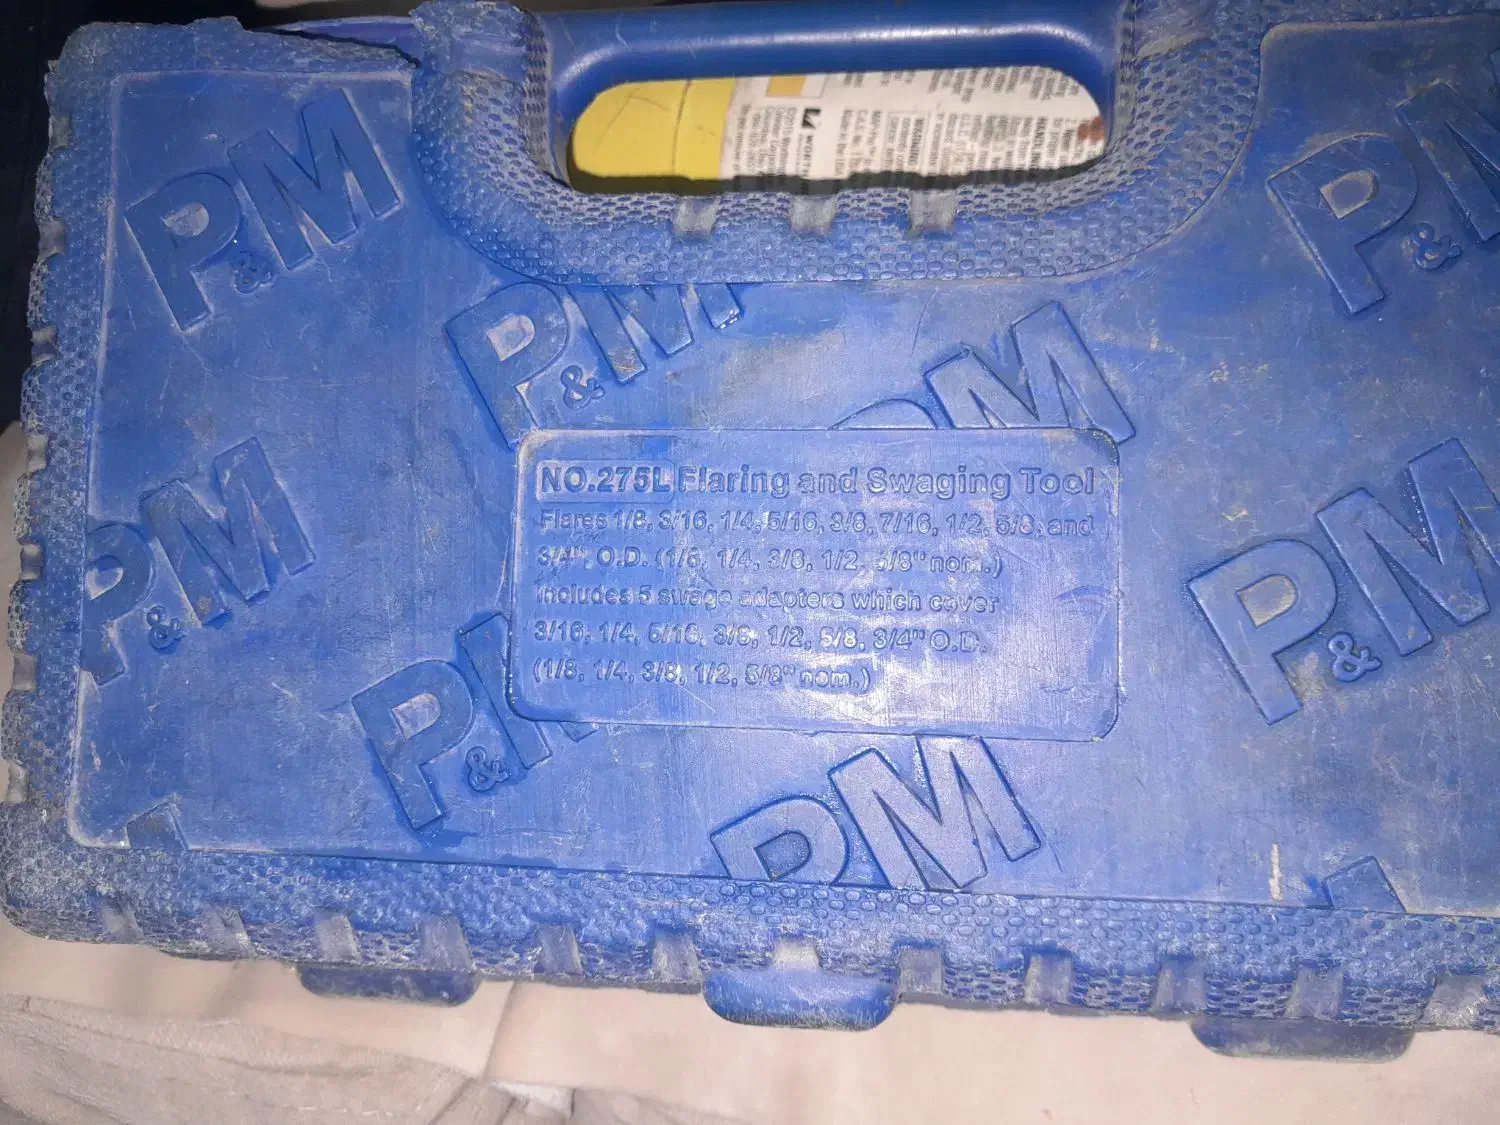 P&M
P&M
P&M
P&M
NO.275L Flaring and Swaging Tool
Flares 1/8, 3/16, 1/4, 5/16, 3/8, 7/16, 1/2, 5/8, and
3/4" O.D. (1/8, 1/4, 3/8, 1/2, 5/8" nom.)
Includes 5 swage adapters which cover
3/16, 1/4, 5/16, 3/8, 1/2, 5/8, 3/4" O.D.
(1/8, 1/4, 3/8, 1/2, 5/8" nom.)
P&M
P&M
P&
PM
WARNING